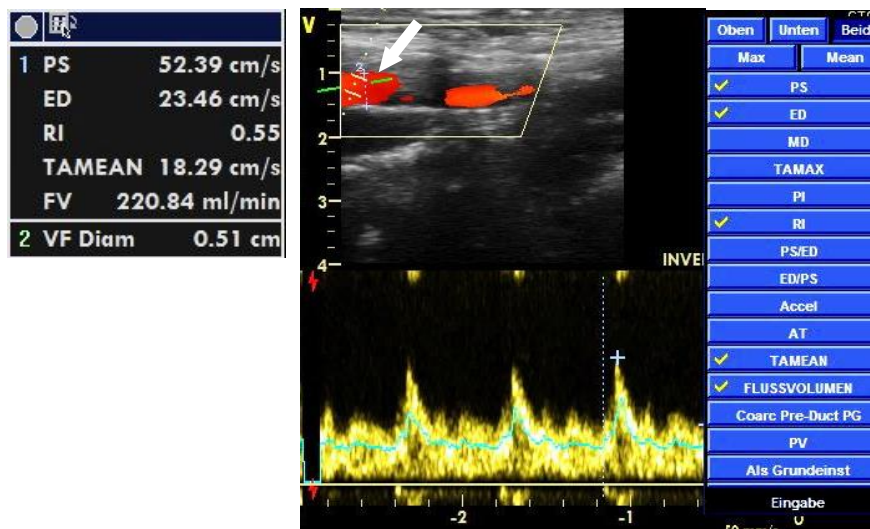 1 PS 52.39 cm/s
ED 23.46 cm/s
RI 0.55
TAMEAN 18.29 cm/s
FV 220.84 ml/min
2 VF Diam 0.51 cm
V
2
1
2
3
4
INVE
-2
-1
Oben Unten Beid
Max Mean
PS
ED
MD
TAMAX
PI
RI
PS/ED
ED/PS
Accel
AT
TAMEAN
FLUSSVOLUMEN
Coarc Pre-Duct PG
PV
Als Grundeinst
Eingabe